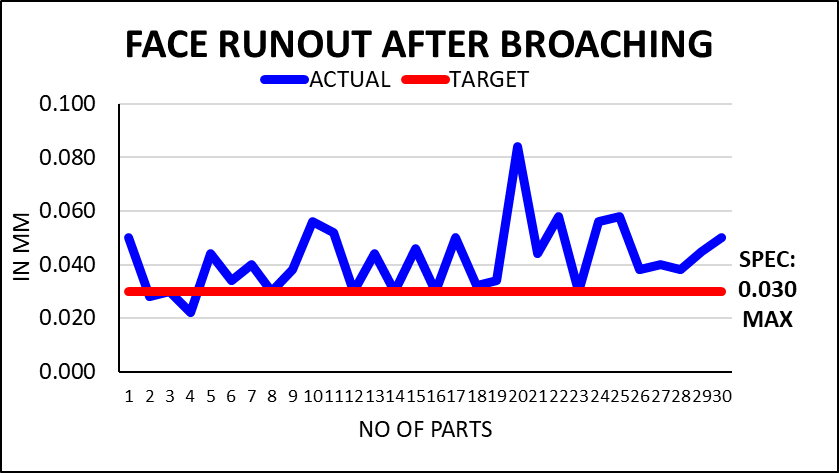 FACE RUNOUT AFTER BROACHING
ACTUAL TARGET
0.100
0.080
0.060
0.040
0.020
0.000
IN MM
SPEC:
0.030
MAX
1 2 3 4 5 6 7 8 9 10 11 12 13 14 15 16 17 18 19 20 21 22 23 24 25 26 27 28 29 30
NO OF PARTS